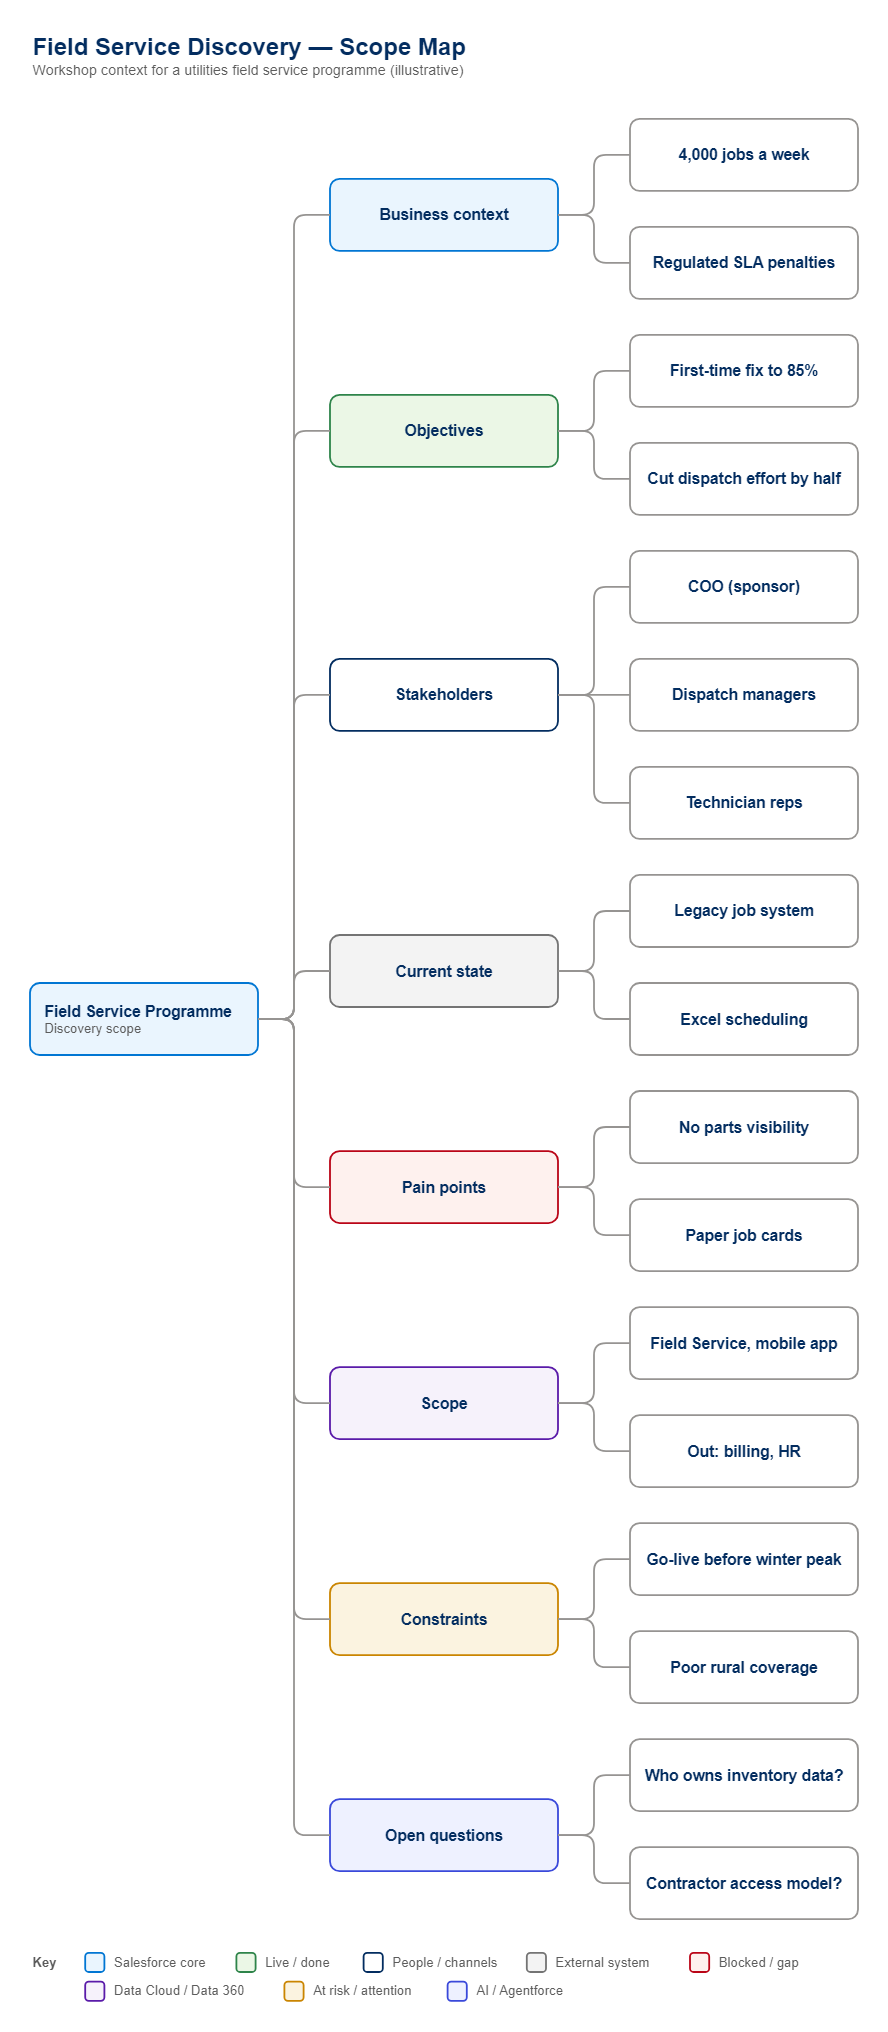 Field Service Discovery — Scope Map
Workshop context for a utilities field service programme (illustrative)
4,000 jobs a week
Business context
Regulated SLA penalties
First-time fix to 85%
Objectives
Cut dispatch effort by half
COO (sponsor)
Stakeholders
Dispatch managers
Technician reps
Legacy job system
Current state
Excel scheduling
Field Service Programme
Discovery scope
No parts visibility
Pain points
Paper job cards
Field Service, mobile app
Scope
Out: billing, HR
Go-live before winter peak
Constraints
Poor rural coverage
Who owns inventory data?
Open questions
Contractor access model?
Key
Salesforce core
Live / done
People / channels
External system
Blocked / gap
Data Cloud / Data 360
At risk / attention
AI / Agentforce